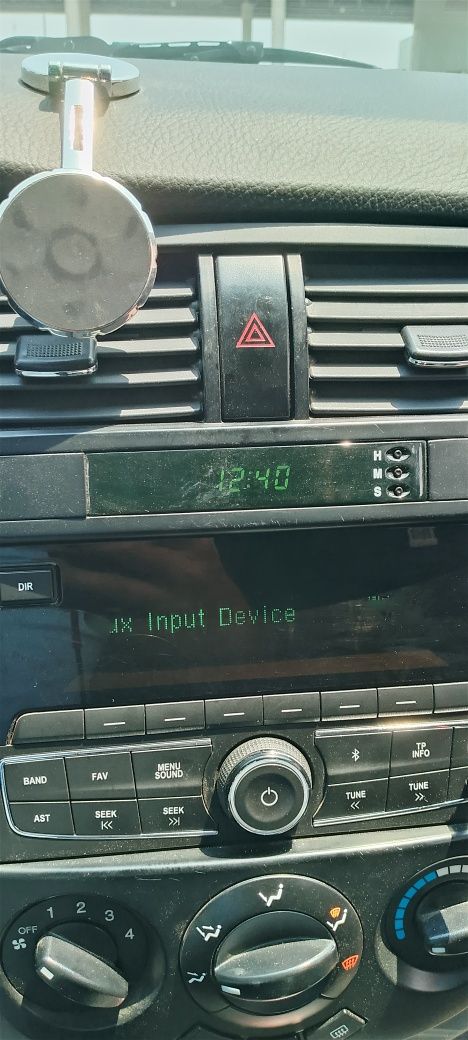 H
12:40
M
S
DIR
ux Input Device
BAND
FAV
MENU
SOUND
TP
INFO
AST
SEEK
SEEK
TUNE
TUNE
OFF 1 2 3 4